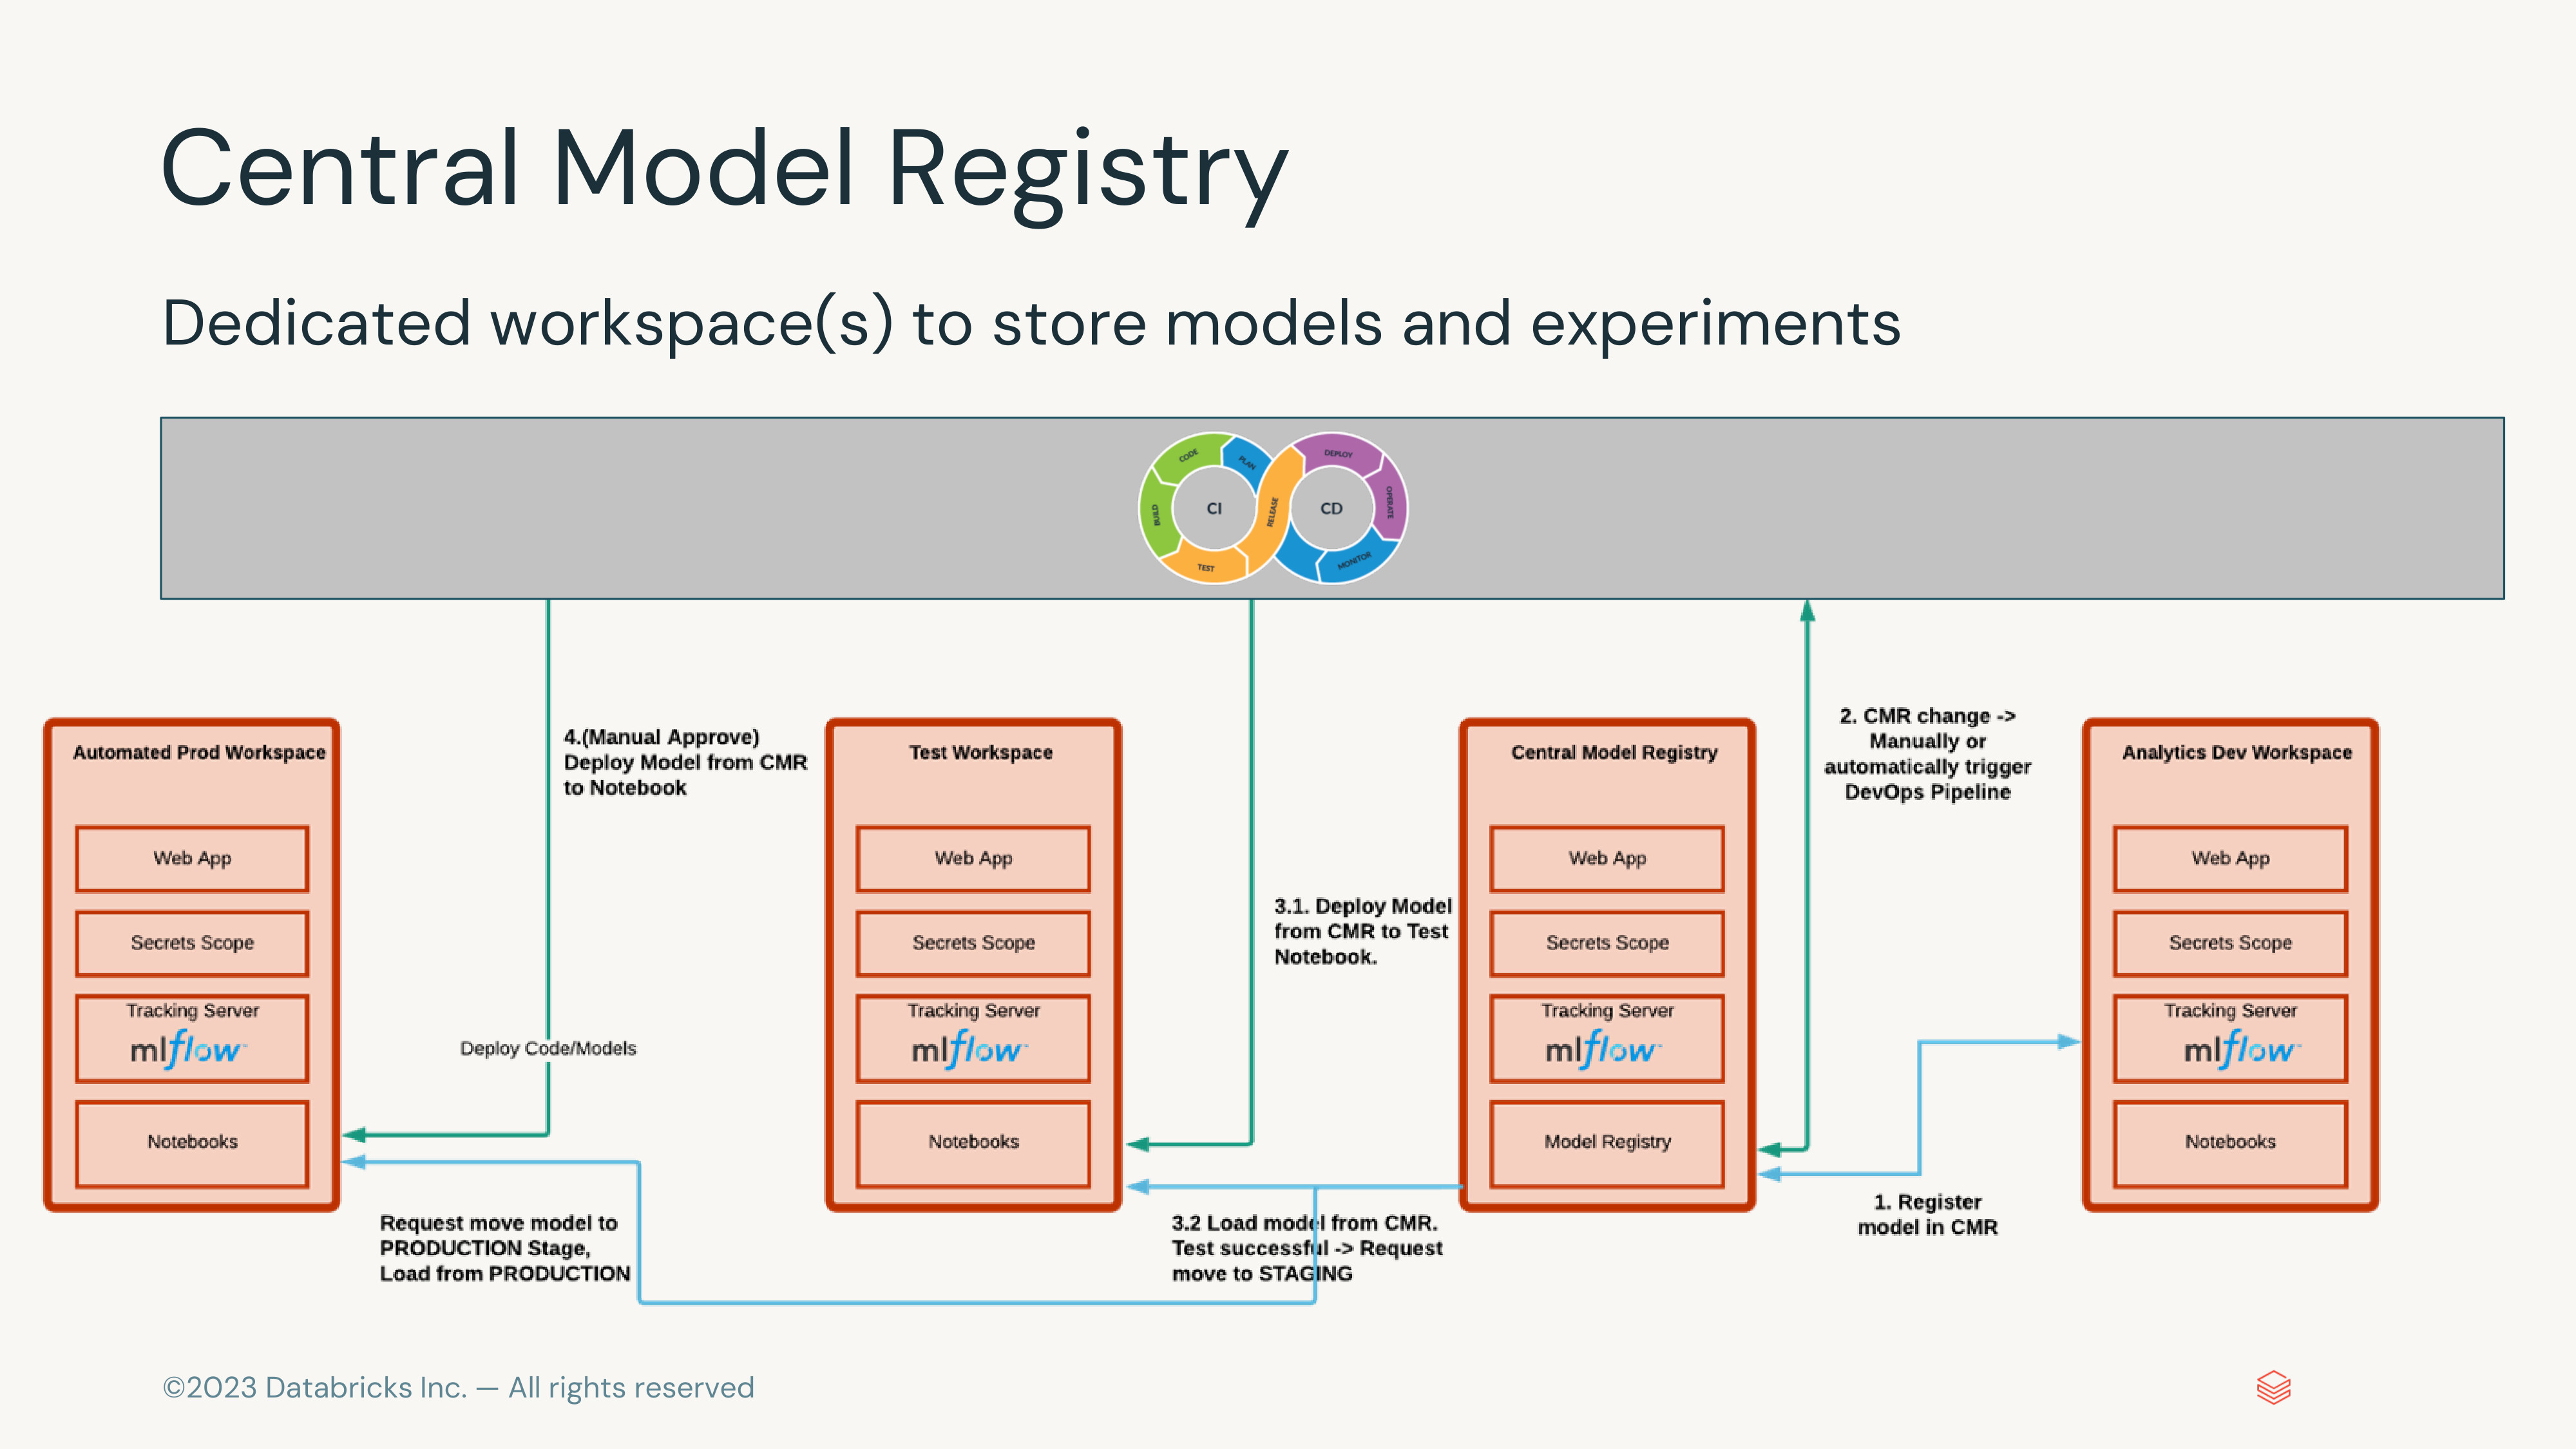 Central Model Registry
Dedicated workspace(s) to store models and experiments
CODE
PLAN
BUILD
CI
TEST
RELEASE
DEPLOY
CD
OPERATE
MONITOR
Automated Prod Workspace
Web App
Secrets Scope
Tracking Server
mlflow™
Notebooks
4.(Manual Approve)
Deploy Model from CMR
to Notebook
Deploy Code/Models
Request move model to
PRODUCTION Stage,
Load from PRODUCTION
Test Workspace
Web App
Secrets Scope
Tracking Server
mlflow™
Notebooks
3.1. Deploy Model
from CMR to Test
Notebook.
3.2 Load model from CMR.
Test successful -> Request
move to STAGING
Central Model Registry
Web App
Secrets Scope
Tracking Server
mlflow™
Model Registry
2. CMR change ->
Manually or
automatically trigger
DevOps Pipeline
1. Register
model in CMR
Analytics Dev Workspace
Web App
Secrets Scope
Tracking Server
mlflow™
Notebooks
©2023 Databricks Inc. — All rights reserved